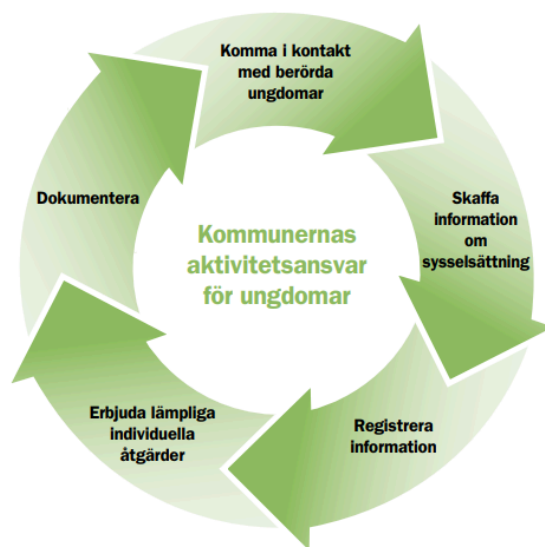 Komma i kontakt
med berörda
ungdomar
Skaffa
information
om
sysselsättning
Registrera
information
Erbjuda lämpliga
individuella
åtgärder
Dokumentera
Kommunernas
aktivitetsansvar
för ungdomar